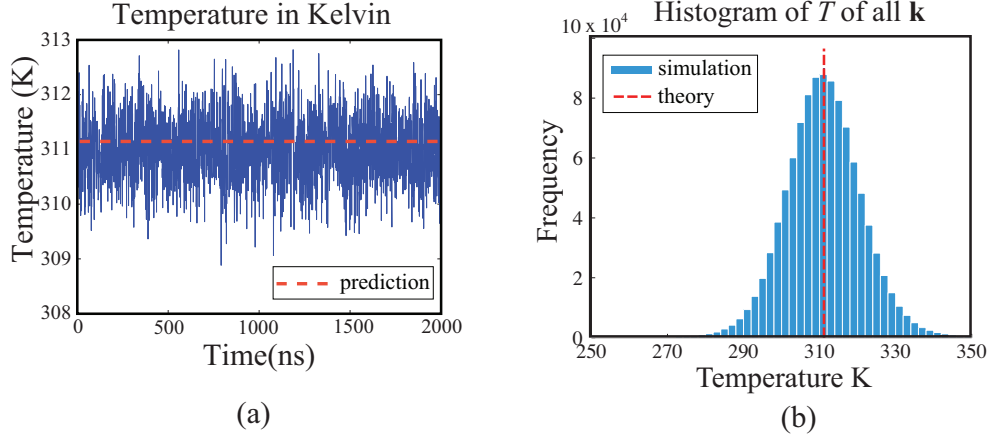 Temperature in Kelvin
Temperature (K)
313
312
311
310
309
308
prediction
0
500
1000
1500
2000
Time(ns)
(a)
Histogram of T of all k
10 x 10⁴
Frequency
8
6
4
2
0
simulation
theory
250
270
290
310
330
350
Temperature K
(b)